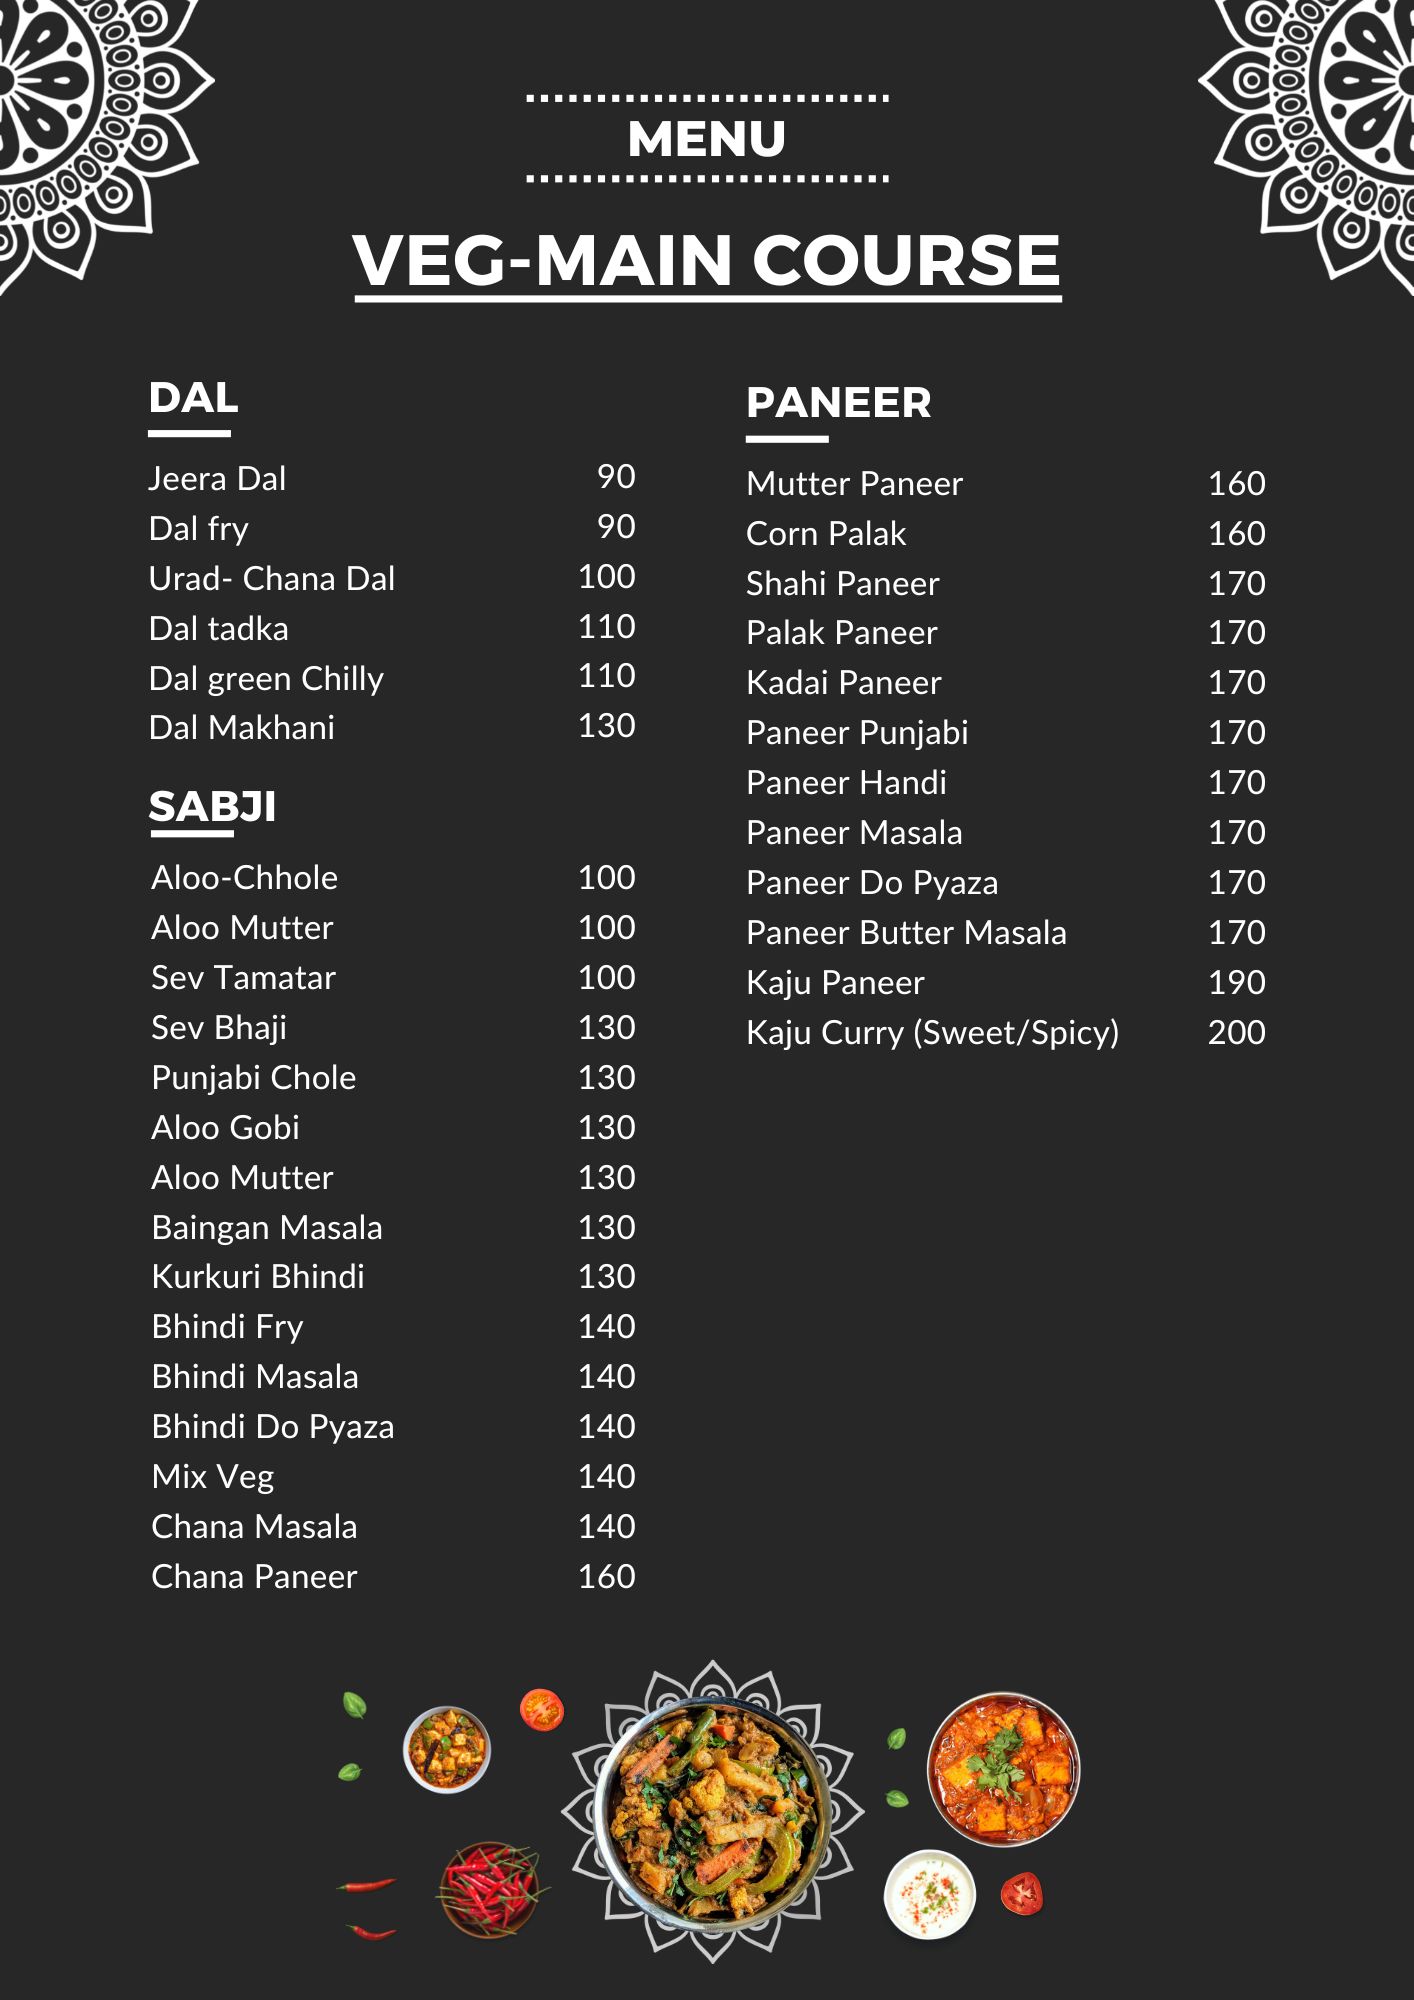 MENU
VEG-MAIN COURSE
DAL
Jeera Dal 90
Dal fry 90
Urad- Chana Dal 100
Dal tadka 110
Dal green Chilly 110
Dal Makhani 130
SABJI
Aloo-Chhole 100
Aloo Mutter 100
Sev Tamatar 100
Sev Bhaji 130
Punjabi Chole 130
Aloo Gobi 130
Aloo Mutter 130
Baingan Masala 130
Kurkuri Bhindi 130
Bhindi Fry 140
Bhindi Masala 140
Bhindi Do Pyaza 140
Mix Veg 140
Chana Masala 140
Chana Paneer 160
PANEER
Mutter Paneer 160
Corn Palak 160
Shahi Paneer 170
Palak Paneer 170
Kadai Paneer 170
Paneer Punjabi 170
Paneer Handi 170
Paneer Masala 170
Paneer Do Pyaza 170
Paneer Butter Masala 170
Kaju Paneer 190
Kaju Curry (Sweet/Spicy) 200